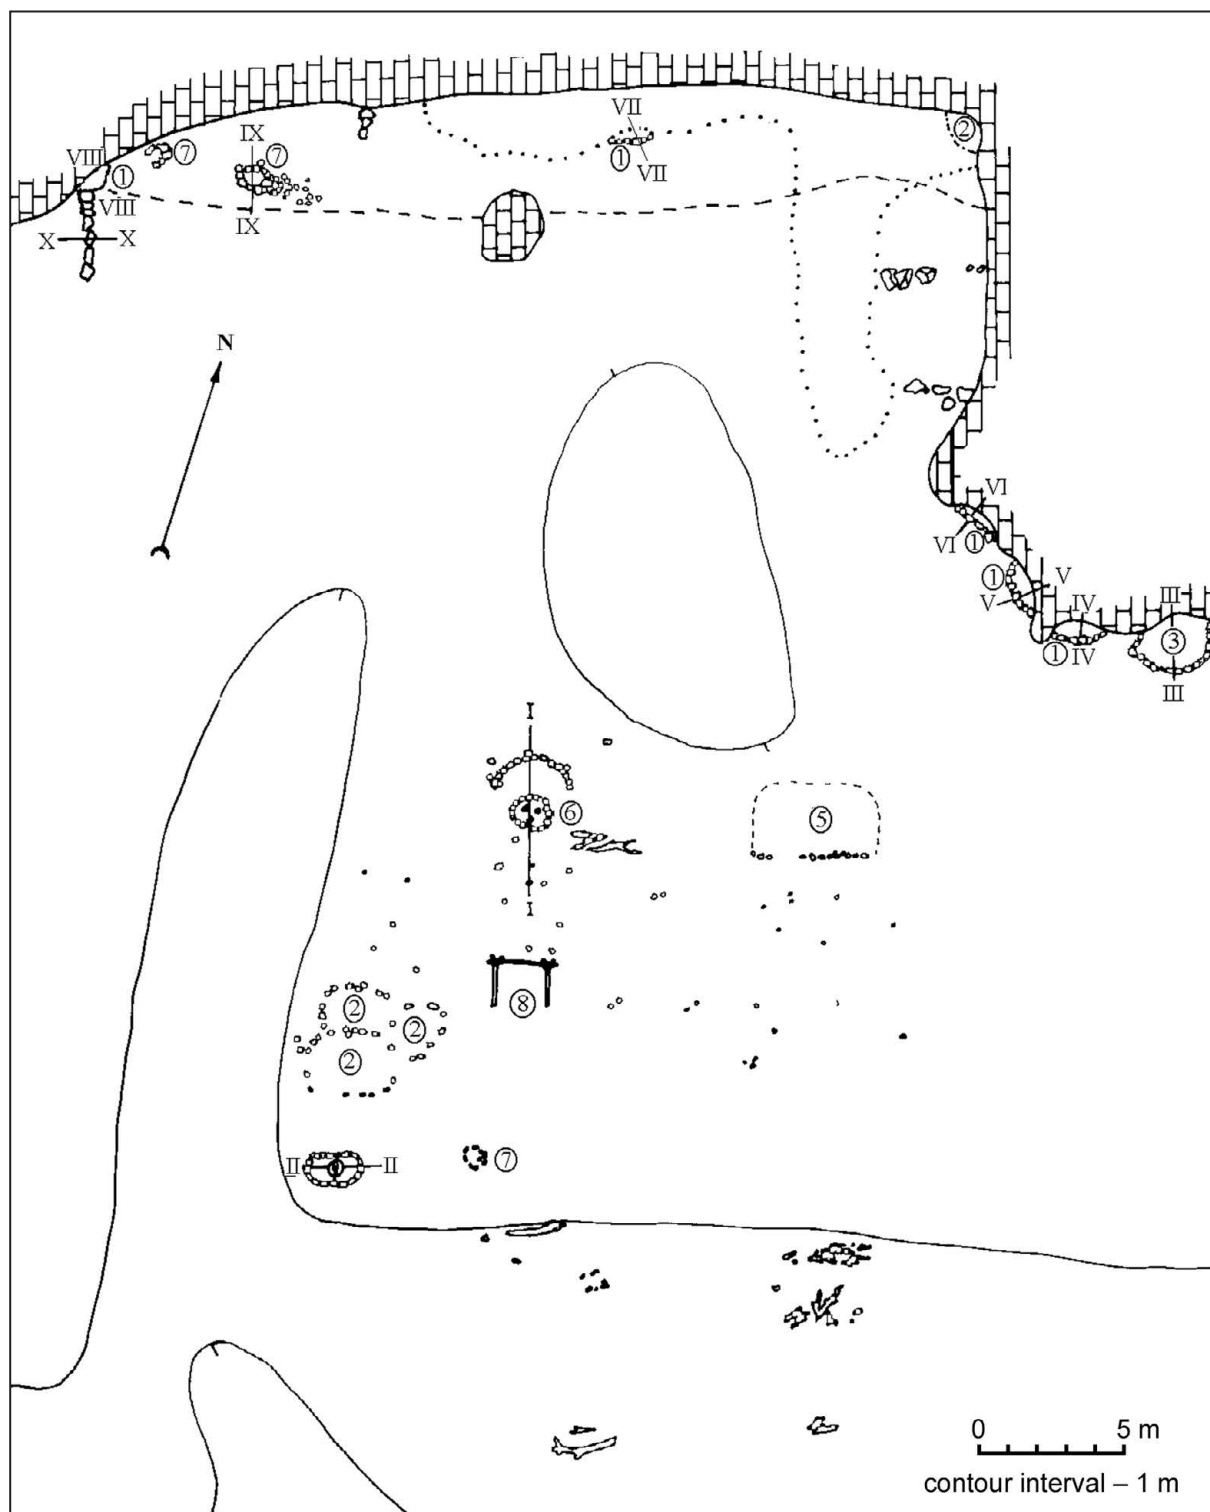 VII
IX
⑦
⑦
②
VIII
①
①
VII
VIII
IX
X
X
N
VI
VI
①
①
V
V
III
IV
③
①
IV
III
I
⑥
⑤
I
②
⑧
②
②
II
II
⑦
0 5 m
contour interval – 1 m